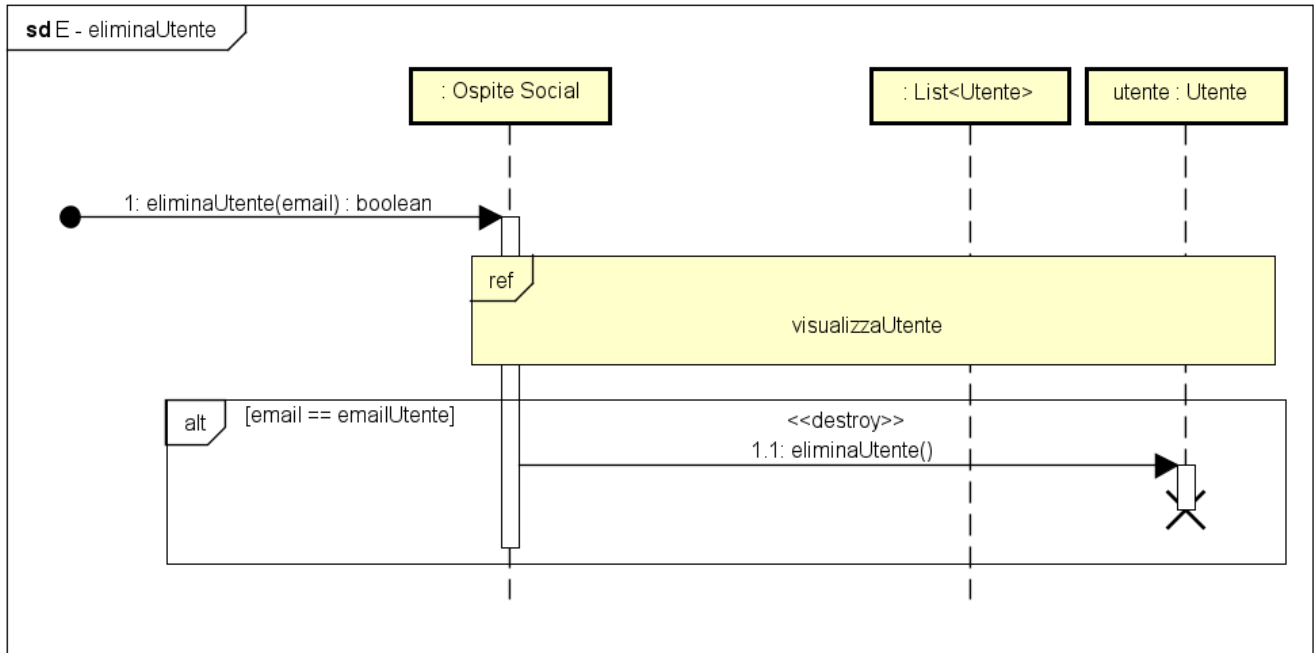 sd E - eliminaUtente
: Ospite Social
: List<Utente>
utente : Utente
1: eliminaUtente(email) : boolean
ref
visualizzaUtente
alt
[email == emailUtente]
<<destroy>>
1.1: eliminaUtente()